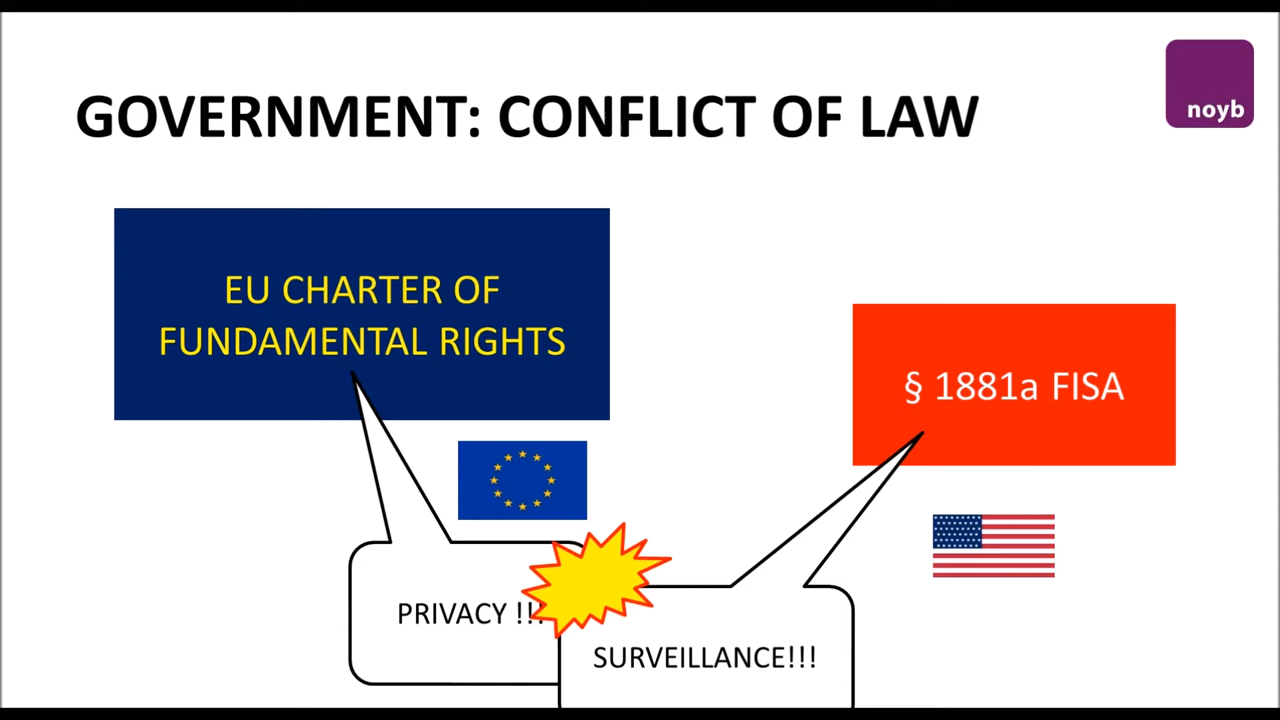 noyb
GOVERNMENT: CONFLICT OF LAW
EU CHARTER OF
FUNDAMENTAL RIGHTS
§ 1881a FISA
PRIVACY !!!
SURVEILLANCE!!!